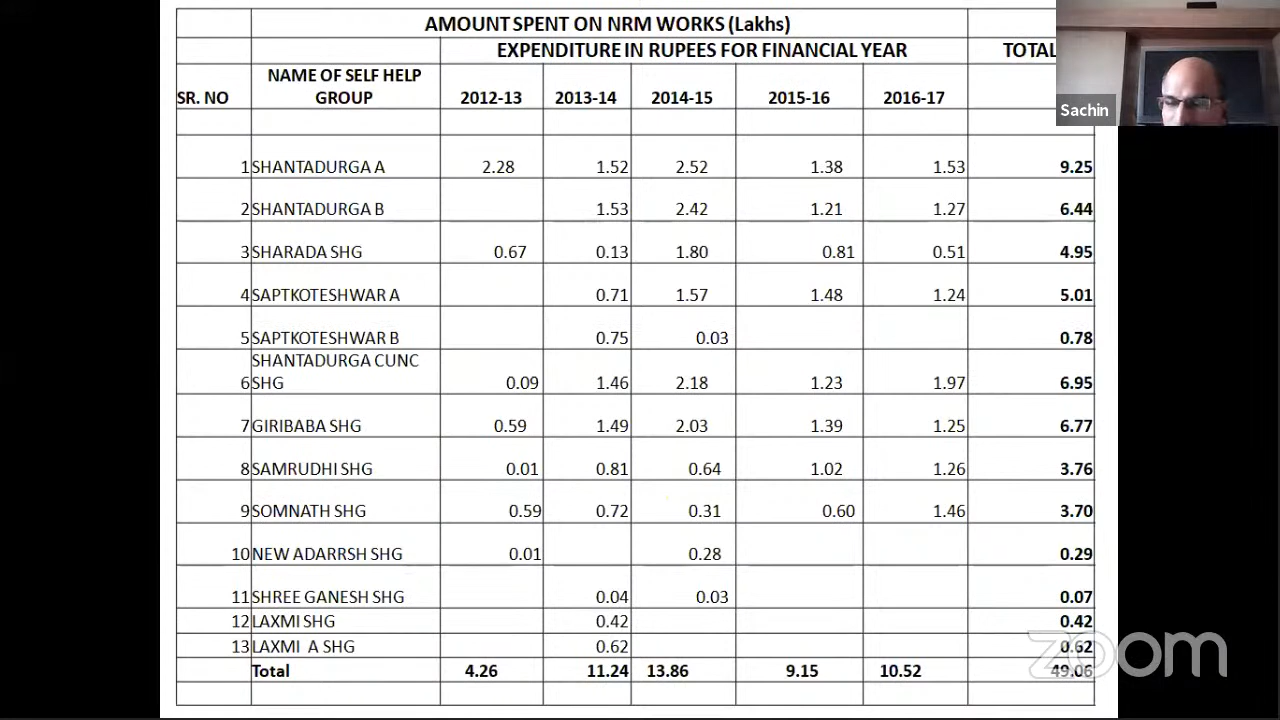 AMOUNT SPENT ON NRM WORKS (Lakhs)
EXPENDITURE IN RUPEES FOR FINANCIAL YEAR TOTAL
SR. NO NAME OF SELF HELP GROUP 2012-13 2013-14 2014-15 2015-16 2016-17
1 SHANTADURGA A 2.28 1.52 2.52 1.38 1.53 9.25
2 SHANTADURGA B 1.53 2.42 1.21 1.27 6.44
3 SHARADA SHG 0.67 0.13 1.80 0.81 0.51 4.95
4 SAPTKOTESHWAR A 0.71 1.57 1.48 1.24 5.01
5 SAPTKOTESHWAR B 0.75 0.03 0.78
6 SHANTADURGA CUNC SHG 0.09 1.46 2.18 1.23 1.97 6.95
7 GIRIBABA SHG 0.59 1.49 2.03 1.39 1.25 6.77
8 SAMRUDHI SHG 0.01 0.81 0.64 1.02 1.26 3.76
9 SOMNATH SHG 0.59 0.72 0.31 0.60 1.46 3.70
10 NEW ADARRSH SHG 0.01 0.28 0.29
11 SHREE GANESH SHG 0.04 0.03 0.07
12 LAXMI SHG 0.42 0.42
13 LAXMI A SHG 0.62 0.62
Total 4.26 11.24 13.86 9.15 10.52 49.06
Sachin
zoom